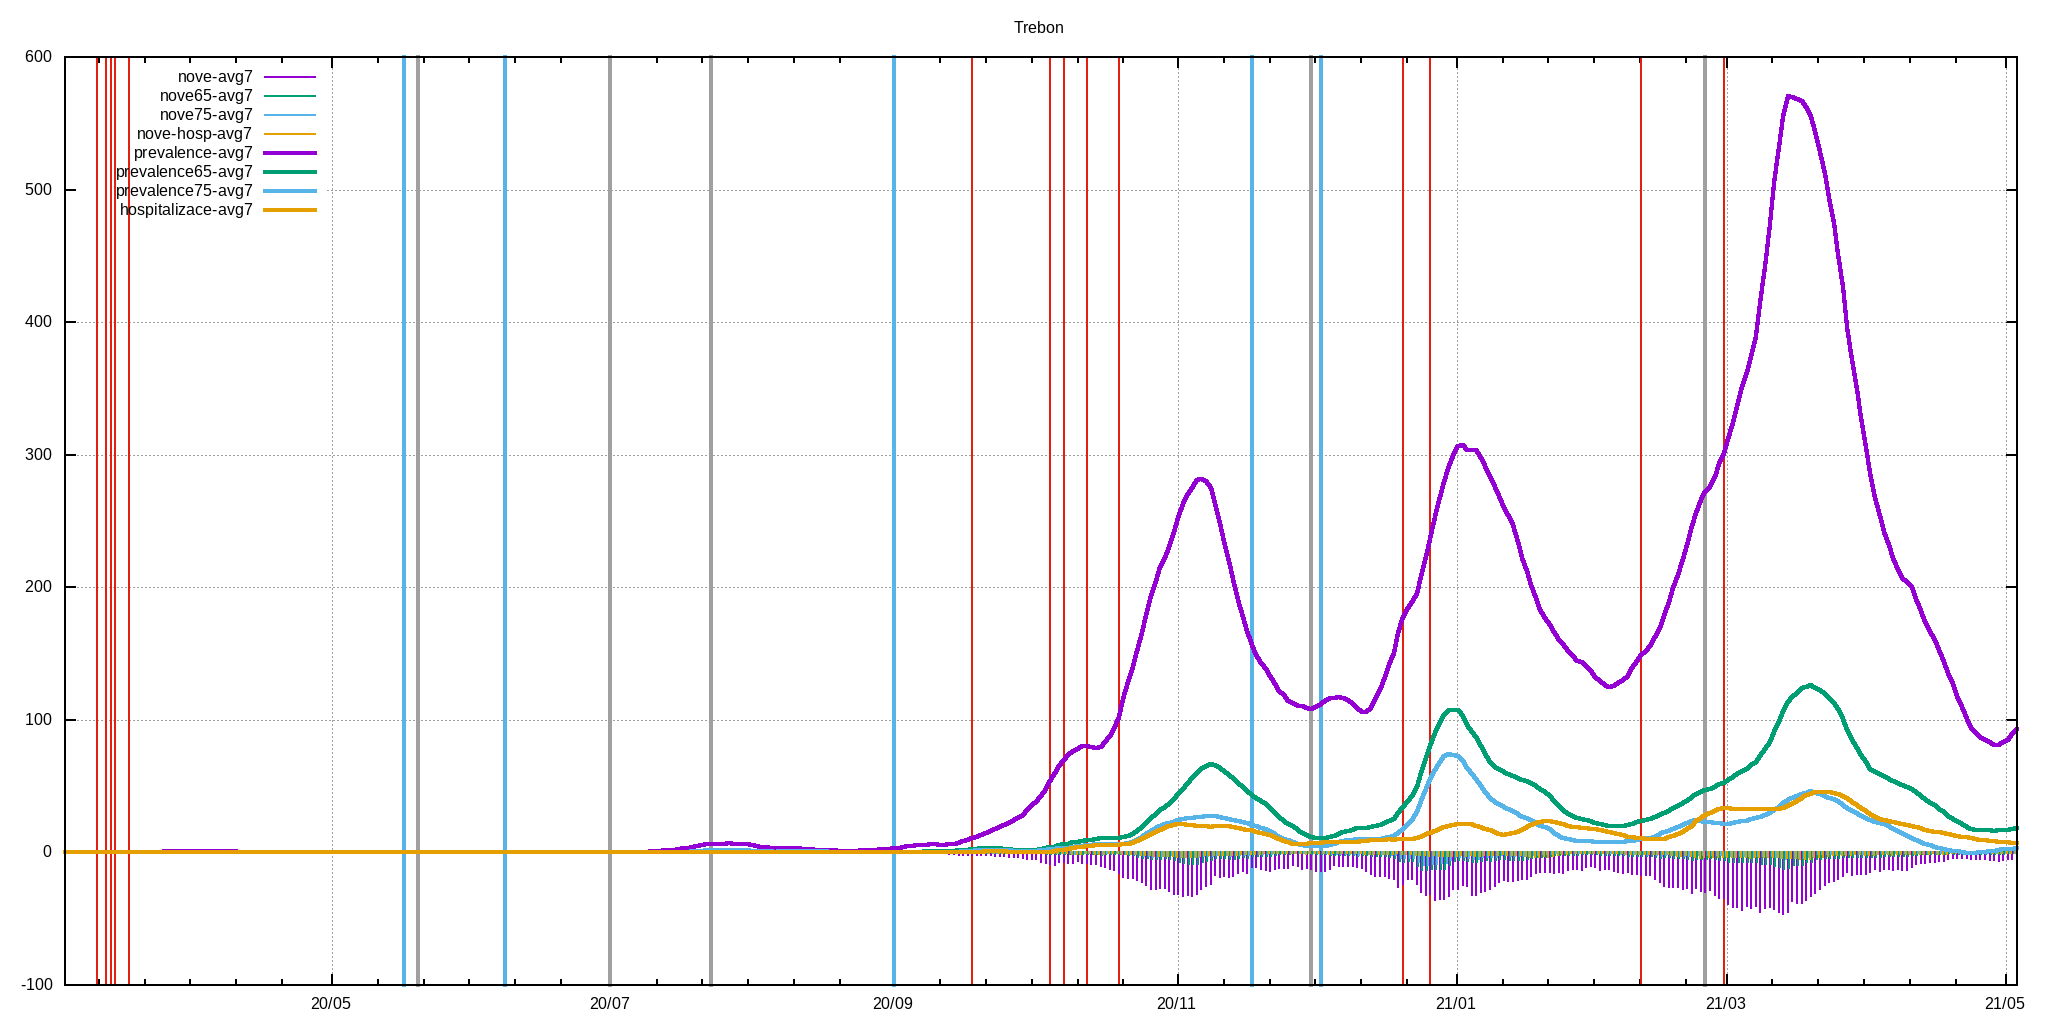 Trebon
600
nove-avg7
nove65-avg7
nove75-avg7
nove-hosp-avg7
prevalence-avg7
prevalence65-avg7
prevalence75-avg7
hospitalizace-avg7
500
400
300
200
100
0
-100
20/05 20/07 20/09 20/11 21/01 21/03 21/05